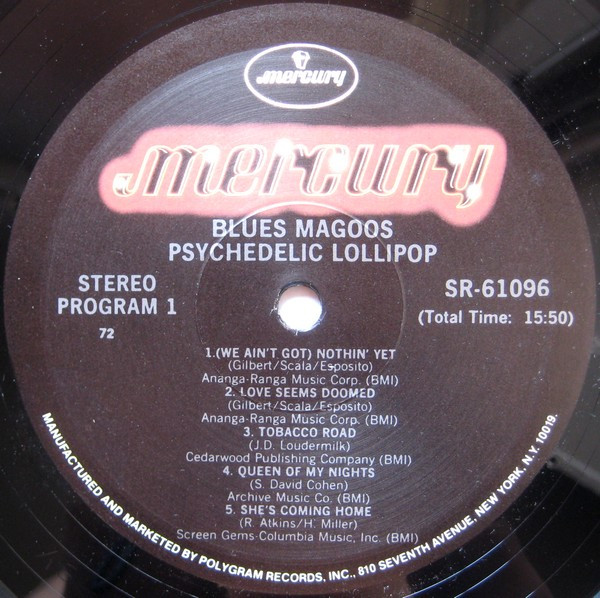 mercury
mercury
BLUES MAGOOS
PSYCHEDELIC LOLLIPOP
STEREO
PROGRAM 1
72
SR-61096
(Total Time: 15:50)
1.(WE AIN'T GOT) NOTHIN' YET
(Gilbert/Scala/Esposito)
Ananga-Ranga Music Corp. (BMI)
2. LOVE SEEMS DOOMED
(Gilbert/Scala/Esposito)
Ananga-Ranga Music Corp. (BMI)
3. TOBACCO ROAD
(J.D. Loudermilk)
Cedarwood Publishing Company (BMI)
4. QUEEN OF MY NIGHTS
(S. David Cohen)
Archive Music Co. (BMI)
5. SHE'S COMING HOME
(R. Atkins/H. Miller)
Screen Gems-Columbia Music, Inc. (BMI)
MANUFACTURED AND MARKETED BY POLYGRAM RECORDS, INC., 810 SEVENTH AVENUE, NEW YORK, N.Y. 10019.